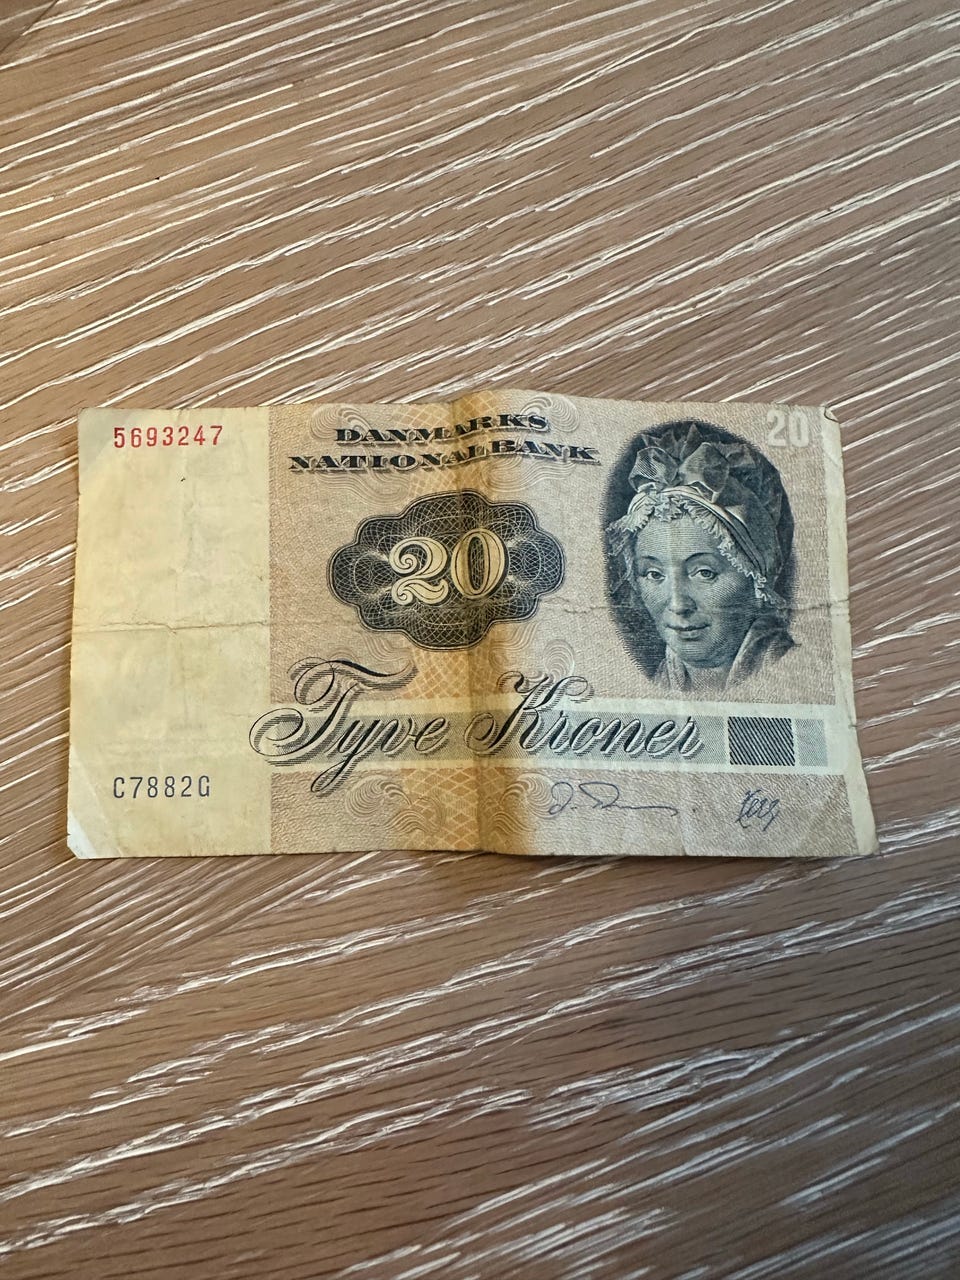 5693247
DANMARKS
NATIONALBANK
20
20
Tyve Kroner
C7882G